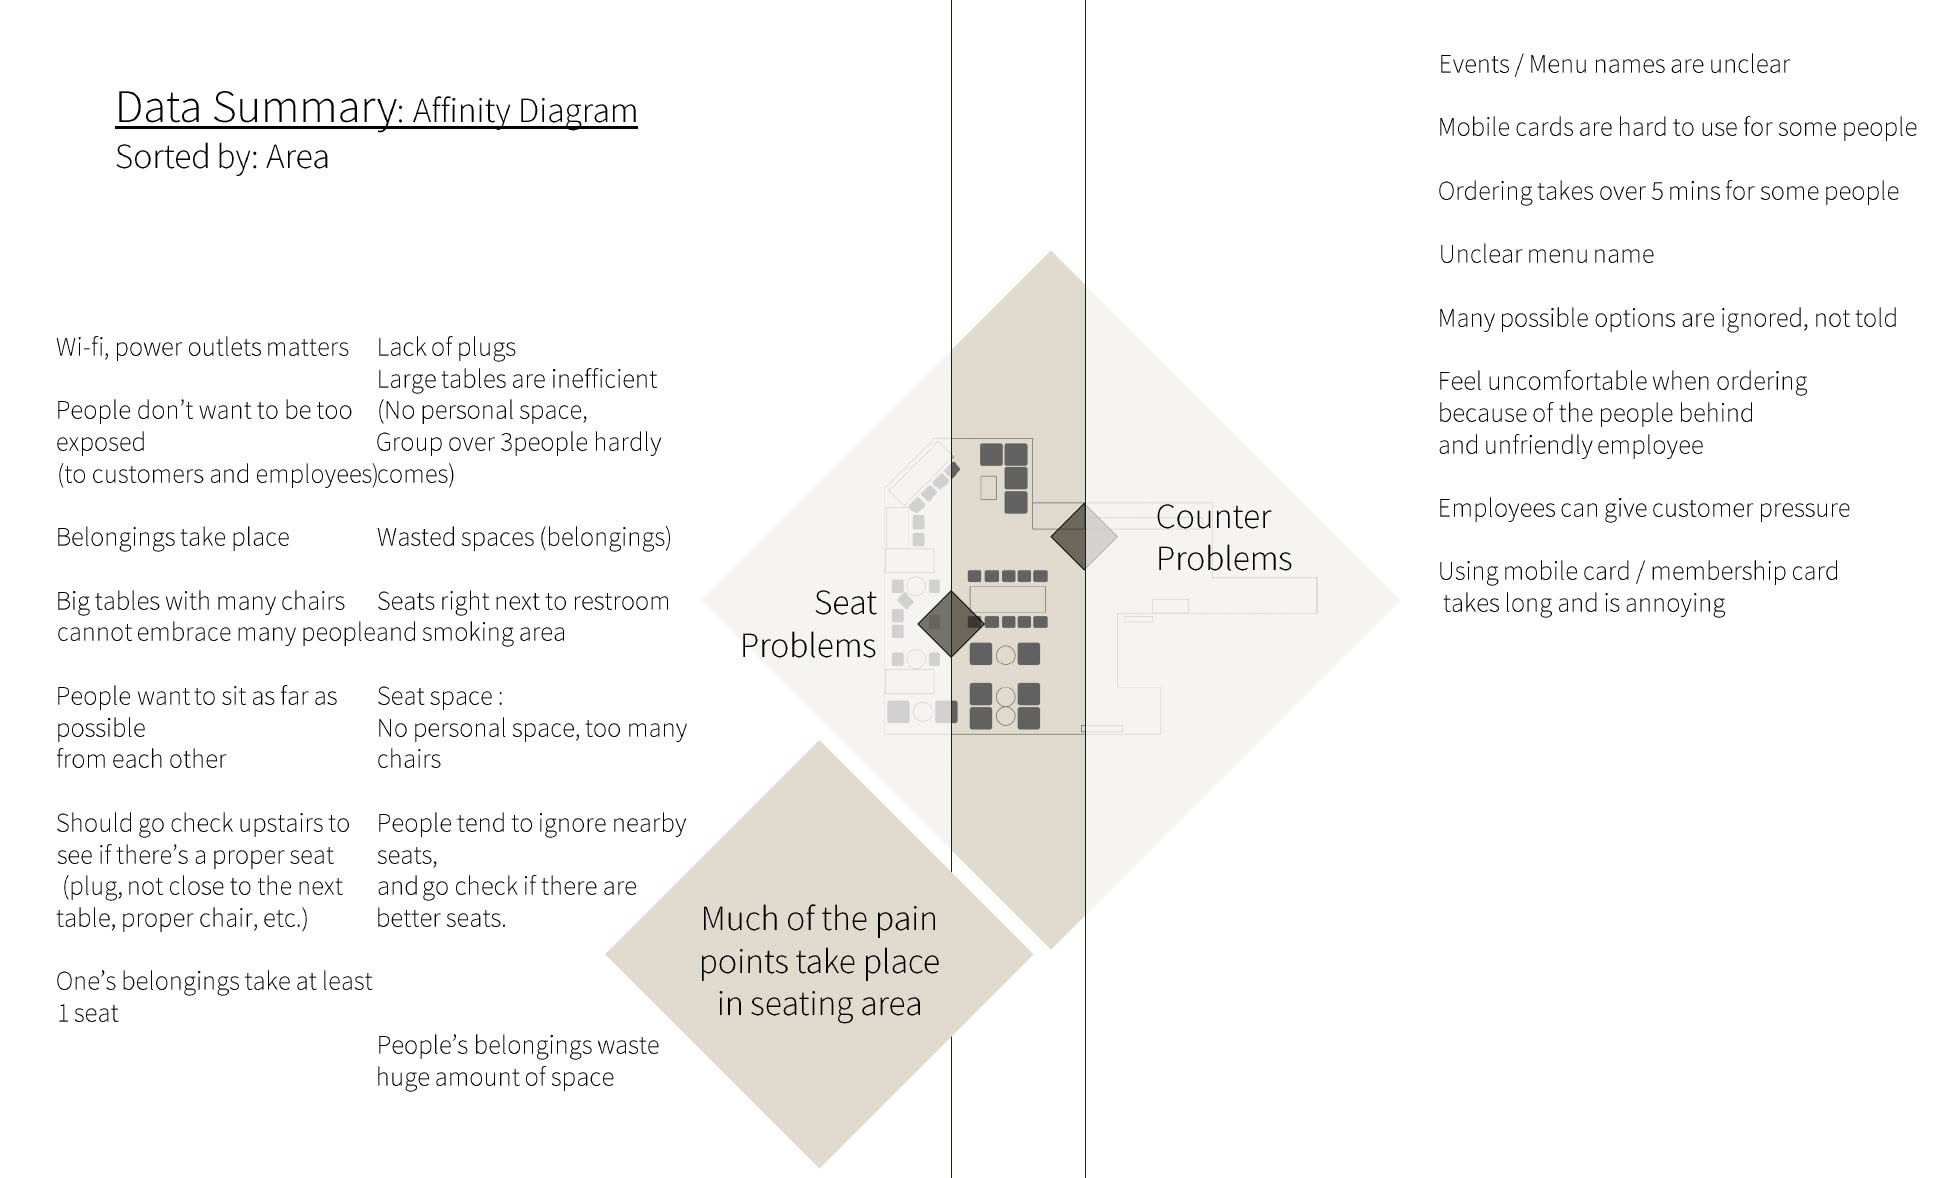 Data Summary: Affinity Diagram
Sorted by: Area
Wi-fi, power outlets matters
People don’t want to be too
exposed
(to customers and employees)
Belongings take place
Big tables with many chairs
cannot embrace many people
People want to sit as far as
possible
from each other
Should go check upstairs to
see if there’s a proper seat
(plug, not close to the next
table, proper chair, etc.)
One’s belongings take at least
1 seat
Lack of plugs
Large tables are inefficient
(No personal space,
Group over 3people hardly
comes)
Wasted spaces (belongings)
Seats right next to restroom
and smoking area
Seat space :
No personal space, too many
chairs
People tend to ignore nearby
seats,
and go check if there are
better seats.
People’s belongings waste
huge amount of space
Seat
Problems
Counter
Problems
Much of the pain
points take place
in seating area
Events / Menu names are unclear
Mobile cards are hard to use for some people
Ordering takes over 5 mins for some people
Unclear menu name
Many possible options are ignored, not told
Feel uncomfortable when ordering
because of the people behind
and unfriendly employee
Employees can give customer pressure
Using mobile card / membership card
takes long and is annoying